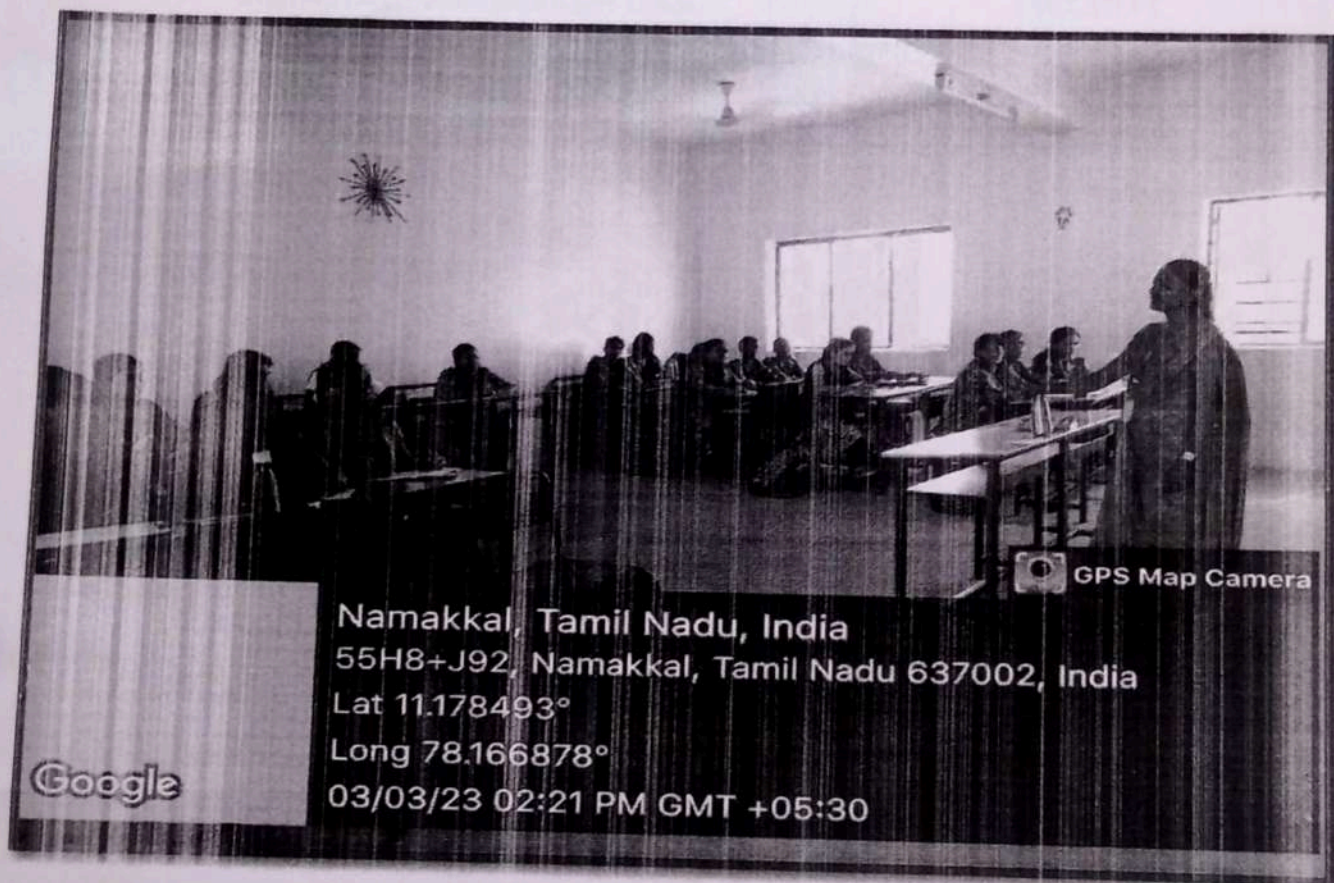 GPS Map Camera
Namakkal, Tamil Nadu, India
55H8+J92, Namakkal, Tamil Nadu 637002, India
Lat 11.178493°
Long 78.166878°
03/03/23 02:21 PM GMT +05:30
Google